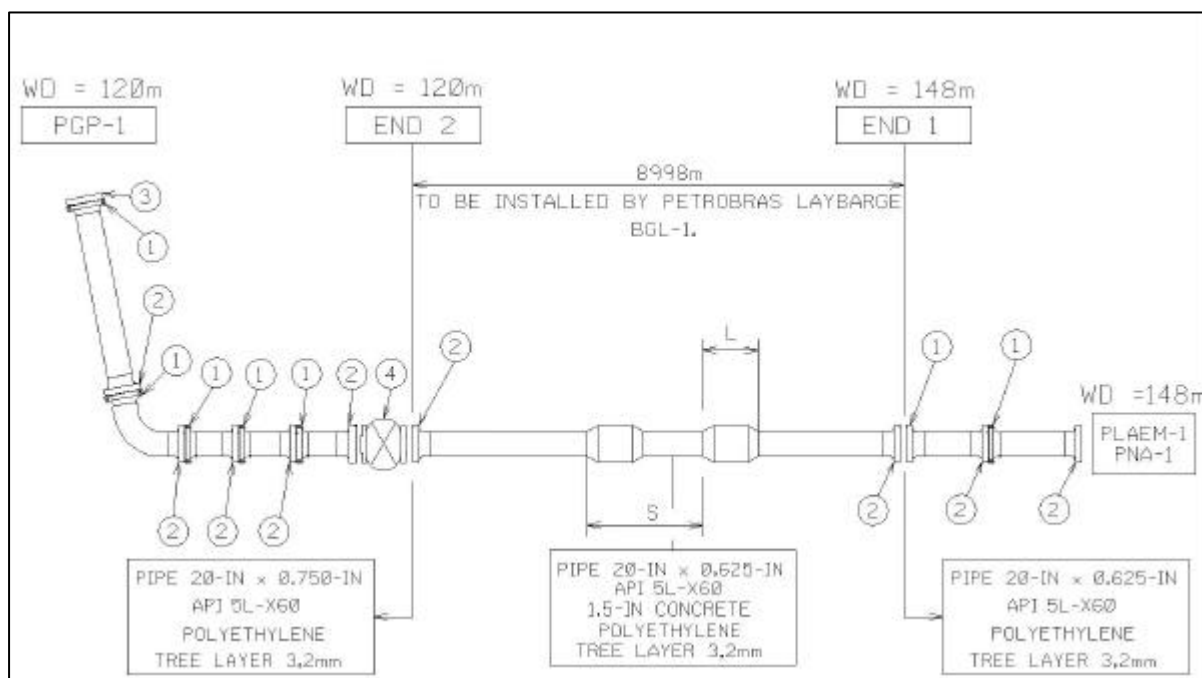 WD = 120m
PGP-1
WD = 120m
END 2
WD = 148m
END 1
8998m
TO BE INSTALLED BY PETROBRAS LAYBARGE
BGL-1.
3
1
2
1
1
1
1
2
4
2
L
1
1
WD =148m
PLAEM-1
PNA-1
2
2
2
S
2
2
2
PIPE 20-IN x 0.750-IN
API 5L-X60
POLYETHYLENE
TREE LAYER 3,2mm
PIPE 20-IN x 0.625-IN
API 5L-X60
1.5-IN CONCRETE
POLYETHYLENE
TREE LAYER 3,2mm
PIPE 20-IN x 0.625-IN
API 5L-X60
POLYETHYLENE
TREE LAYER 3,2mm